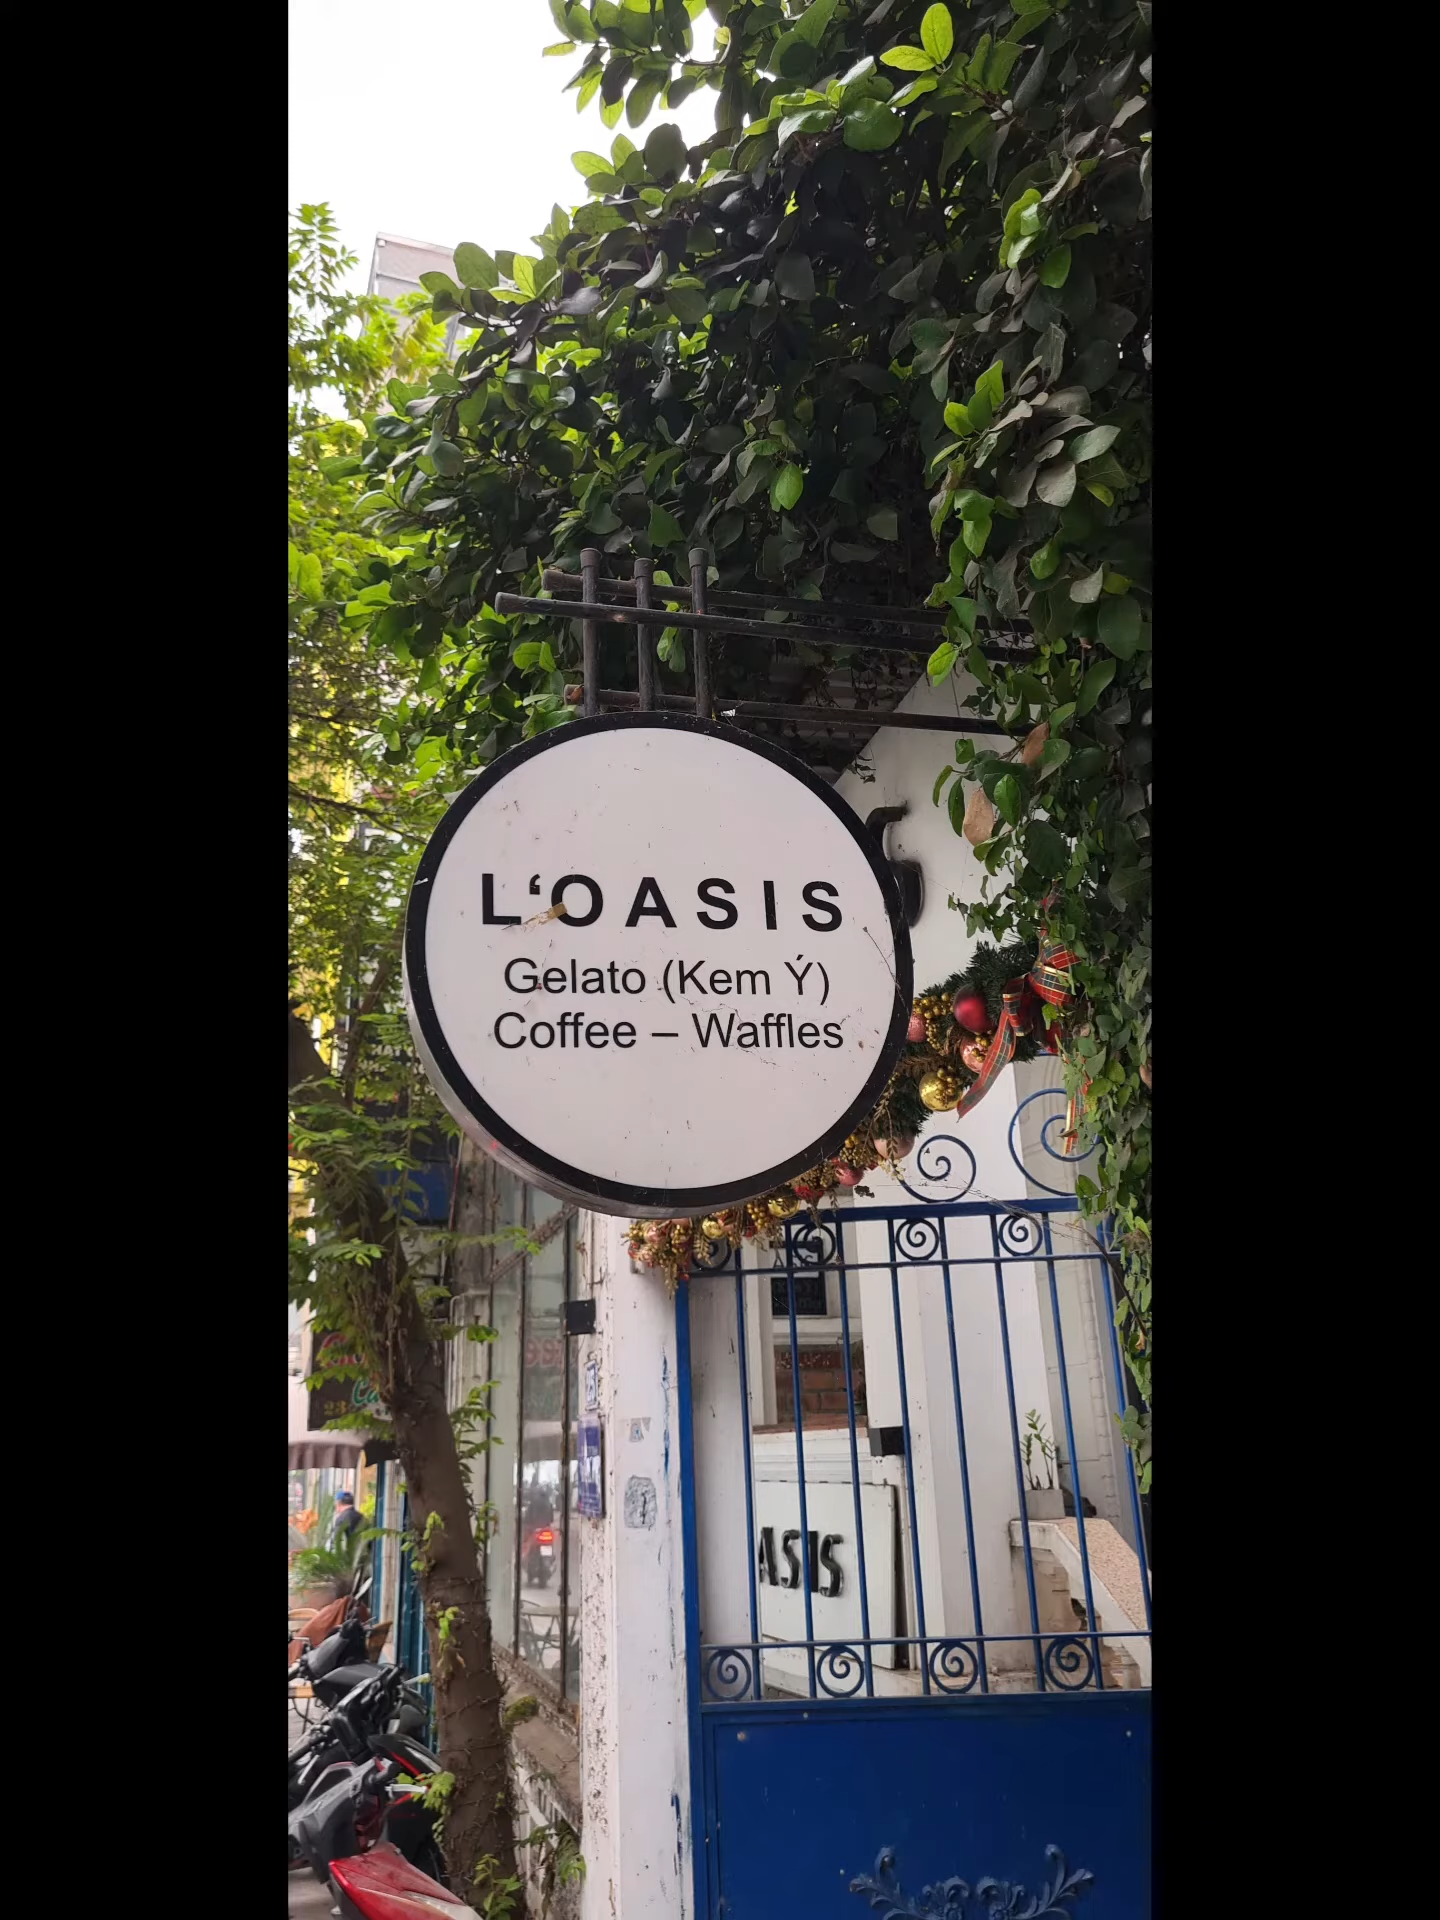 L‘OASIS
Gelato (Kem Ý)
Coffee – Waffles
ASIS